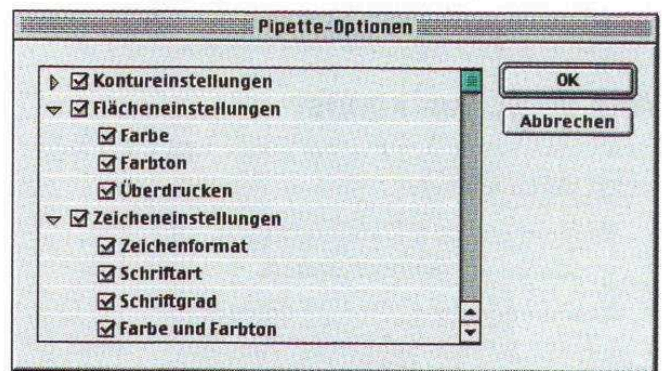 Pipette-Optionen
Kontureinstellungen
Flächeneinstellungen
Farbe
Farbton
Überdrucken
Zeicheneinstellungen
Zeichenformat
Schriftart
Schriftgrad
Farbe und Farbton
OK
Abbrechen